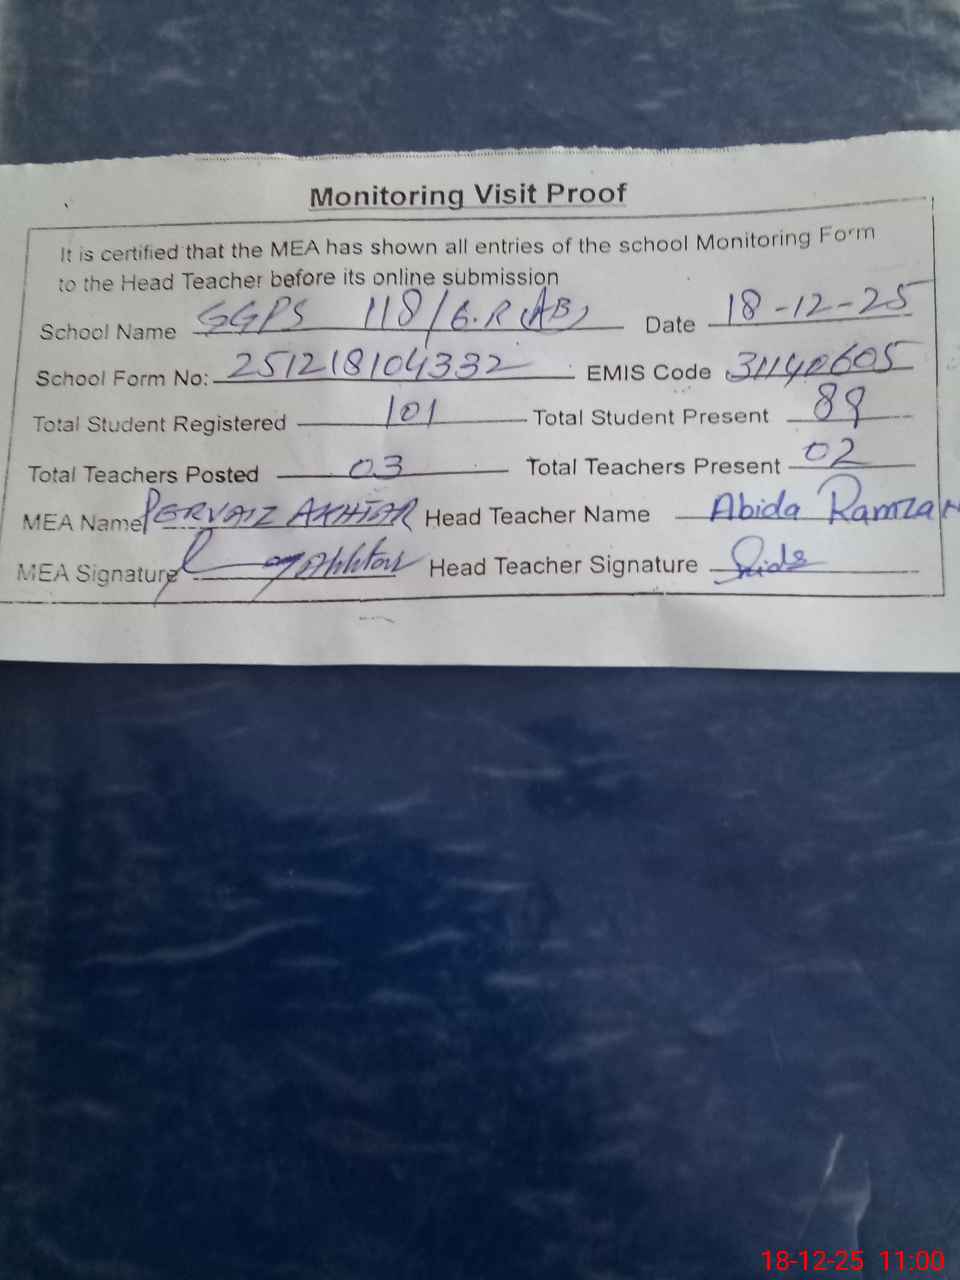 Monitoring Visit Proof
It is certified that the MEA has shown all entries of the school Monitoring Form
to the Head Teacher before its online submission
School Name GGPS 118/6.R (AB) Date 18-12-25
School Form No: 251218104332 EMIS Code 31140605
Total Student Registered 101 Total Student Present 89
Total Teachers Posted 03 Total Teachers Present 02
MEA Name PERVAIZ AKHTAR Head Teacher Name Abida Ramzan
MEA Signature Head Teacher Signature
18-12-25 11:00